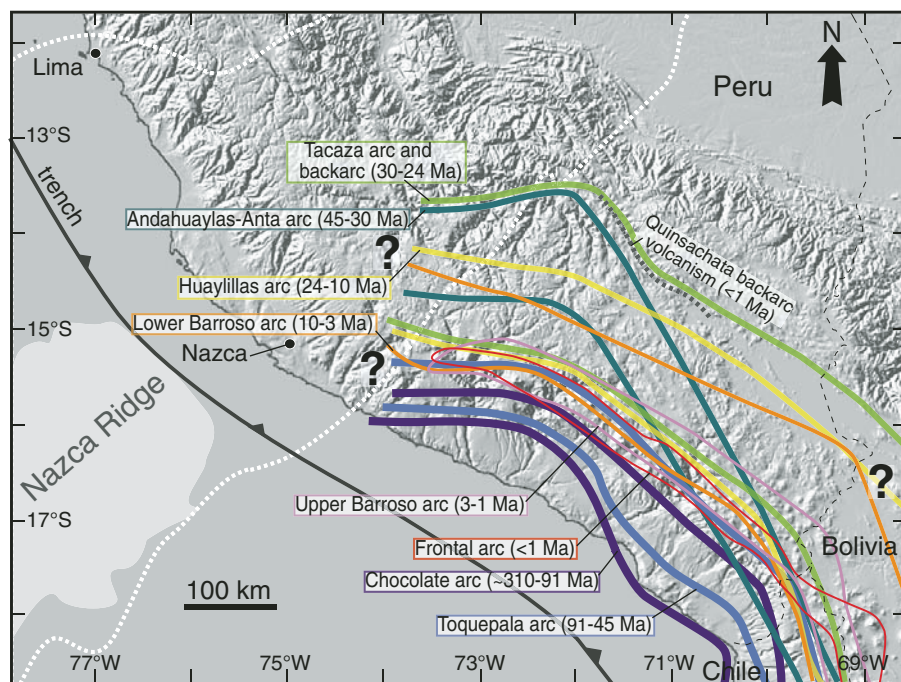 Lima
N
Peru
13°S
trench
Tacaza arc and
backarc (30-24 Ma)
Andahuaylas-Anta arc (45-30 Ma)
?
Quinsachata backarc
volcanism (<1 Ma)
Huaylillas arc (24-10 Ma)
Lower Barroso arc (10-3 Ma)
15°S
Nazca
?
Nazca Ridge
?
Upper Barroso arc (3-1 Ma)
17°S
Frontal arc (<1 Ma)
Bolivia
Chocolate arc (~310-91 Ma)
100 km
Toquepala arc (91-45 Ma)
77°W
75°W
73°W
71°W
69°W
Chile